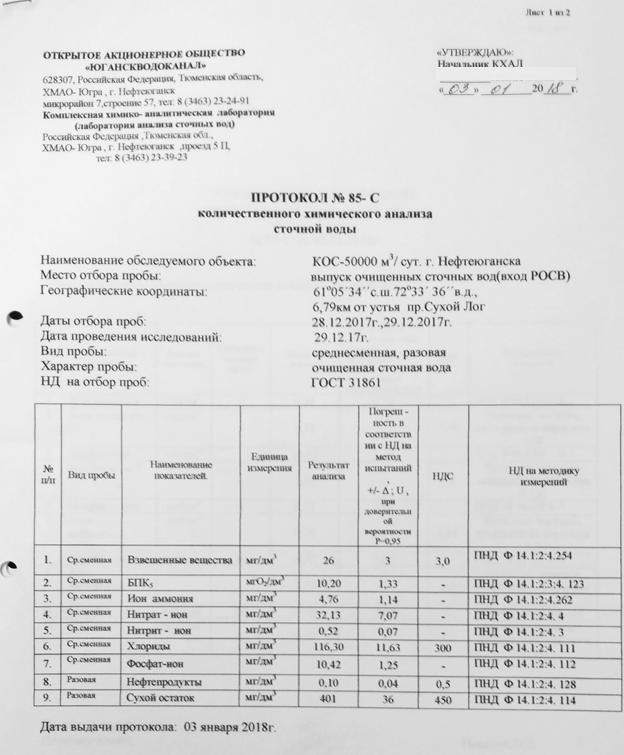 Лист 1 из 2
ОТКРЫТОЕ АКЦИОНЕРНОЕ ОБЩЕСТВО
«ЮГАНСКВОДОКАНАЛ»
628307, Российская Федерация, Тюменская область,
ХМАО- Югра , г. Нефтеюганск
микрорайон 7,строение 57, тел: 8 (3463) 23-24-91
Комплексная химико- аналитическая лаборатория
(лаборатория анализа сточных вод)
Российская Федерация ,Тюменская обл.,
ХМАО- Югра , г. Нефтеюганск ,проезд 5 П,
тел: 8 (3463) 23-39-23
«УТВЕРЖДАЮ»:
Начальник КХАЛ
« 03 » 01 20 18 г.
ПРОТОКОЛ № 85- С
количественного химического анализа
сточной воды
Наименование обследуемого объекта: КОС-50000 м³/ сут. г. Нефтеюганска
Место отбора пробы: выпуск очищенных сточных вод(вход РОСВ)
Географические координаты: 61°05´34´´с.ш.72°33´ 36´´в.д.,
6,79км от устья пр.Сухой Лог
Даты отбора проб: 28.12.2017г.,29.12.2017г.
Дата проведения исследований: 29.12.17г.
Вид пробы: среднесменная, разовая
Характер пробы: очищенная сточная вода
НД на отбор проб: ГОСТ 31861
№ п/п Вид пробы Наименование показателей. Единица измерения Результат анализа Погреш - ность в соответств ии с НД на метод испытаний , +/- Δ ; U , при доверительн ой вероятности Р=0,95 НДС НД на методику измерений
1. Ср.сменная Взвешенные вещества мг/дм³ 26 3 3,0 ПНД Ф 14.1:2:4.254
2. Ср.сменная БПК₅ мгО₂/дм³ 10,20 1,33 - ПНД Ф 14.1:2:3:4. 123
3. Ср.сменная Ион аммония мг/дм³ 4,76 1,14 - ПНД Ф 14.1:2:4.262
4. Ср.сменная Нитрат - ион мг/дм³ 32,13 7,07 - ПНД Ф 14.1:2:4. 4
5. Ср.сменная Нитрит - ион мг/дм³ 0,52 0,07 - ПНД Ф 14.1:2:4. 3
6. Ср.сменная Хлориды мг/дм³ 116,30 11,63 300 ПНД Ф 14.1:2:4. 111
7. Ср.сменная Фосфат-ион мг/дм³ 10,42 1,25 - ПНД Ф 14.1:2:4. 112
8. Разовая Нефтепродукты мг/дм³ 0,10 0,04 0,5 ПНД Ф 14.1:2:4. 128
9. Разовая Сухой остаток мг/дм³ 401 36 450 ПНД Ф 14.1:2:4. 114
Дата выдачи протокола: 03 января 2018г.